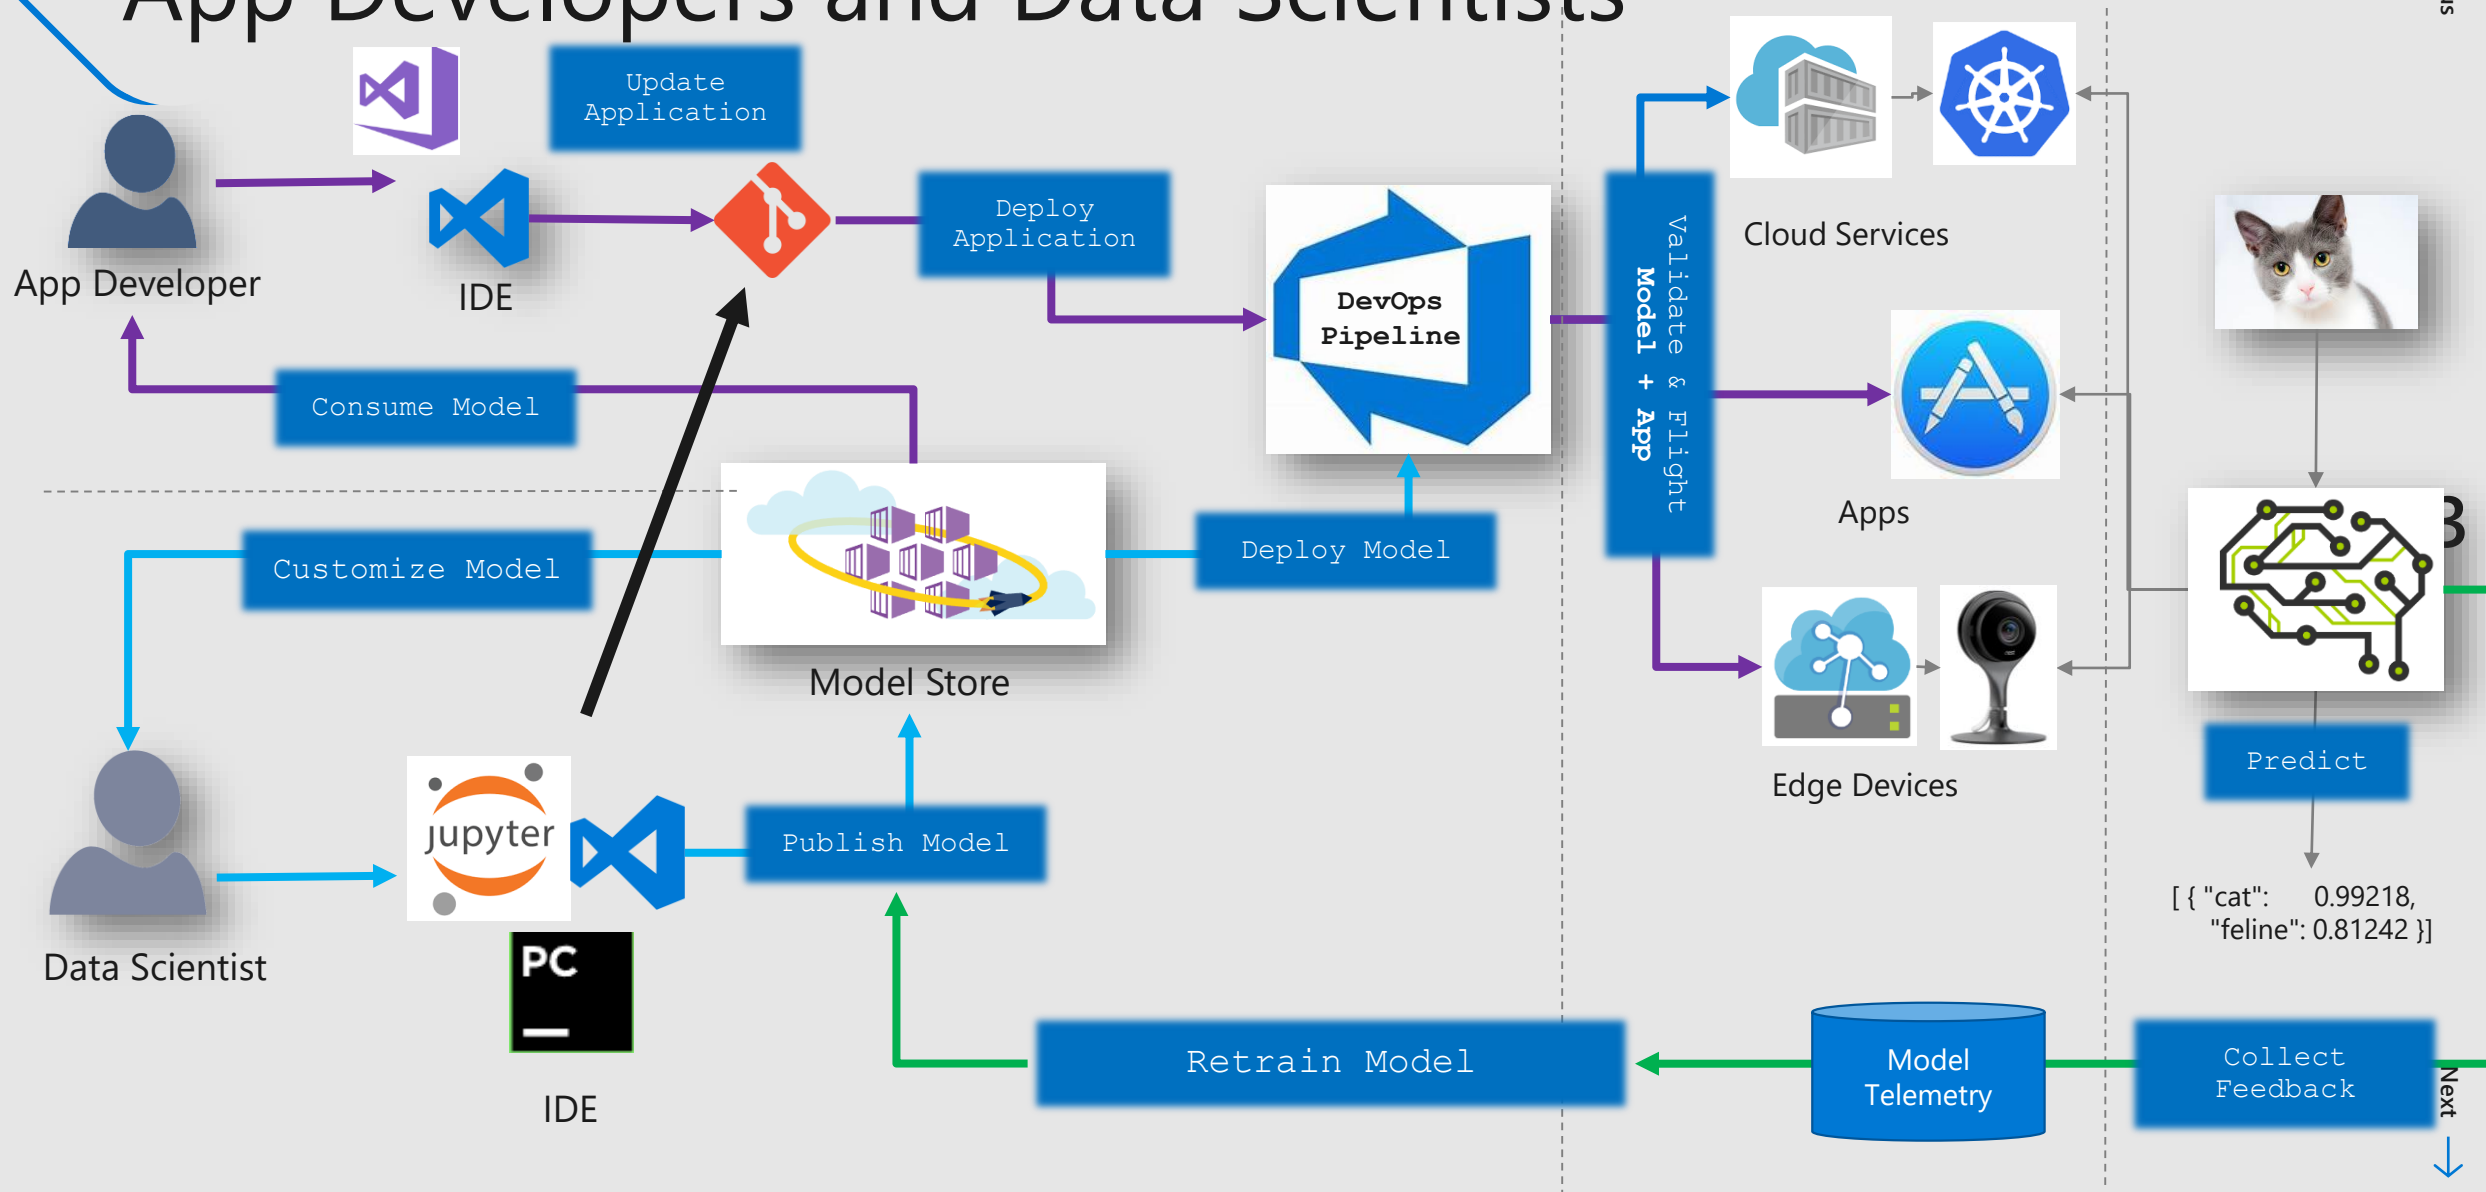 App Developers and Data Scientists
Update
Application
App Developer
IDE
Deploy
Application
DevOps
Pipeline
Validate & Flight
Model + App
Cloud Services
Consume Model
Apps
Customize Model
Deploy Model
Model Store
Edge Devices
Predict
jupyter
Publish Model
[ { "cat": 0.99218,
"feline": 0.81242 }]
Data Scientist
PC
IDE
Retrain Model
Model
Telemetry
Collect
Feedback
Next